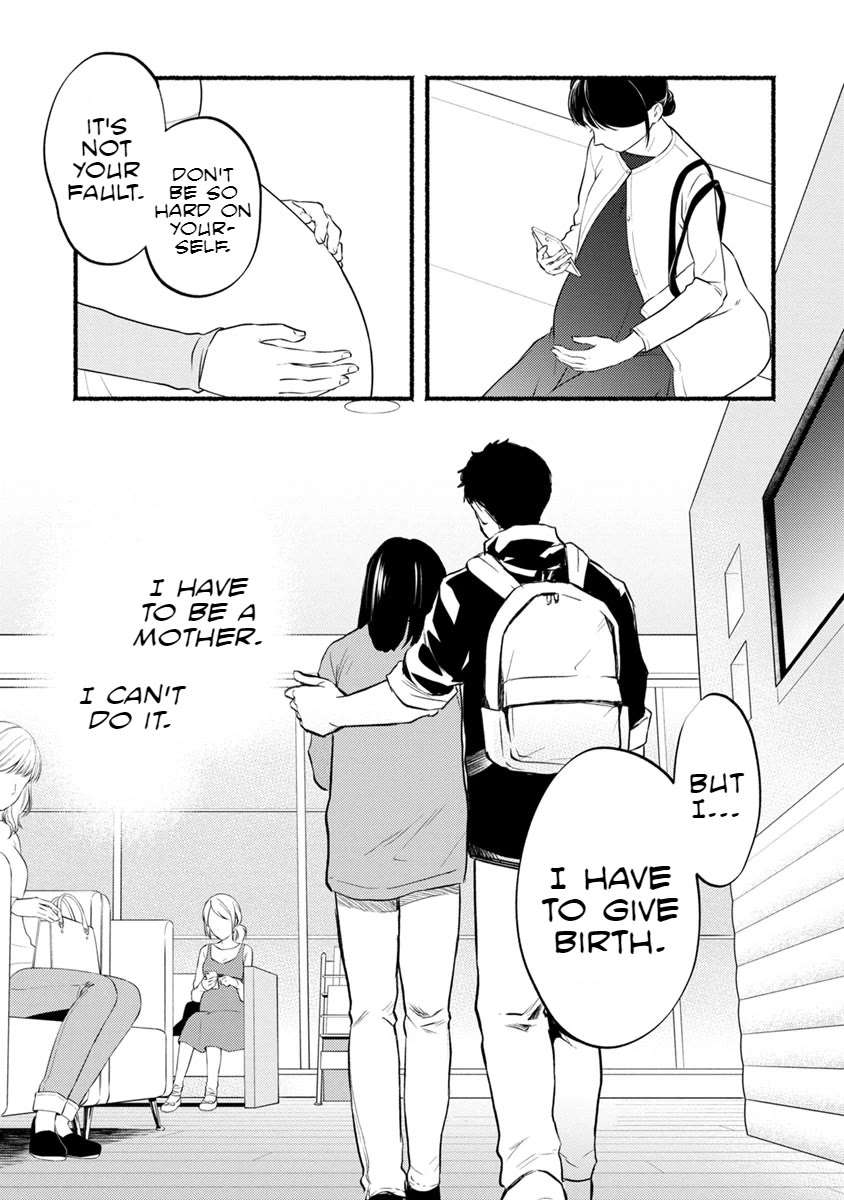 IT'S
NOT
YOUR
FAULT.
DON'T
BE SO
HARD ON
YOUR-
SELF.
BUT
I...
I HAVE
TO GIVE
BIRTH.
I HAVE
TO BE A
MOTHER.
I CAN'T
DO IT.